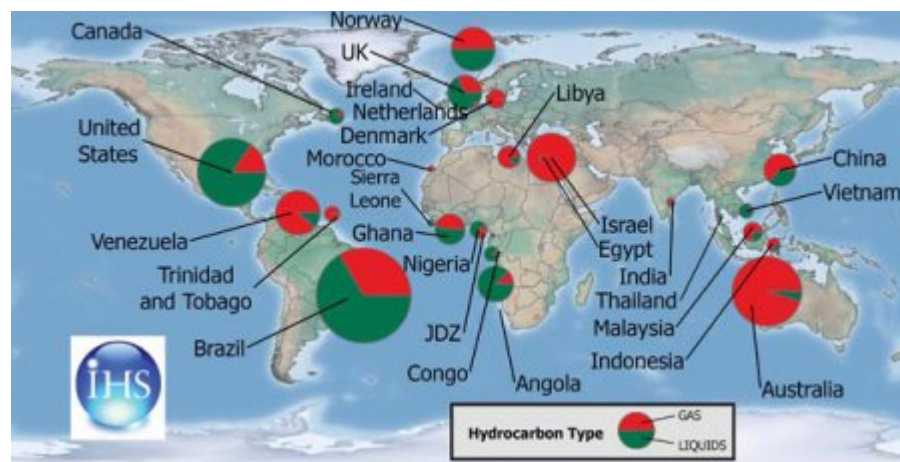 Norway
Canada
UK
Ireland
Netherlands
Denmark
Libya
United
States
Morocco
Sierra
Leone
China
Vietnam
Venezuela
Ghana
Israel
Egypt
Nigeria
India
Trinidad
and Tobago
Thailand
JDZ
Malaysia
Brazil
Indonesia
Congo
Angola
Australia
iHS
Hydrocarbon Type
GAS
LIQUIDS